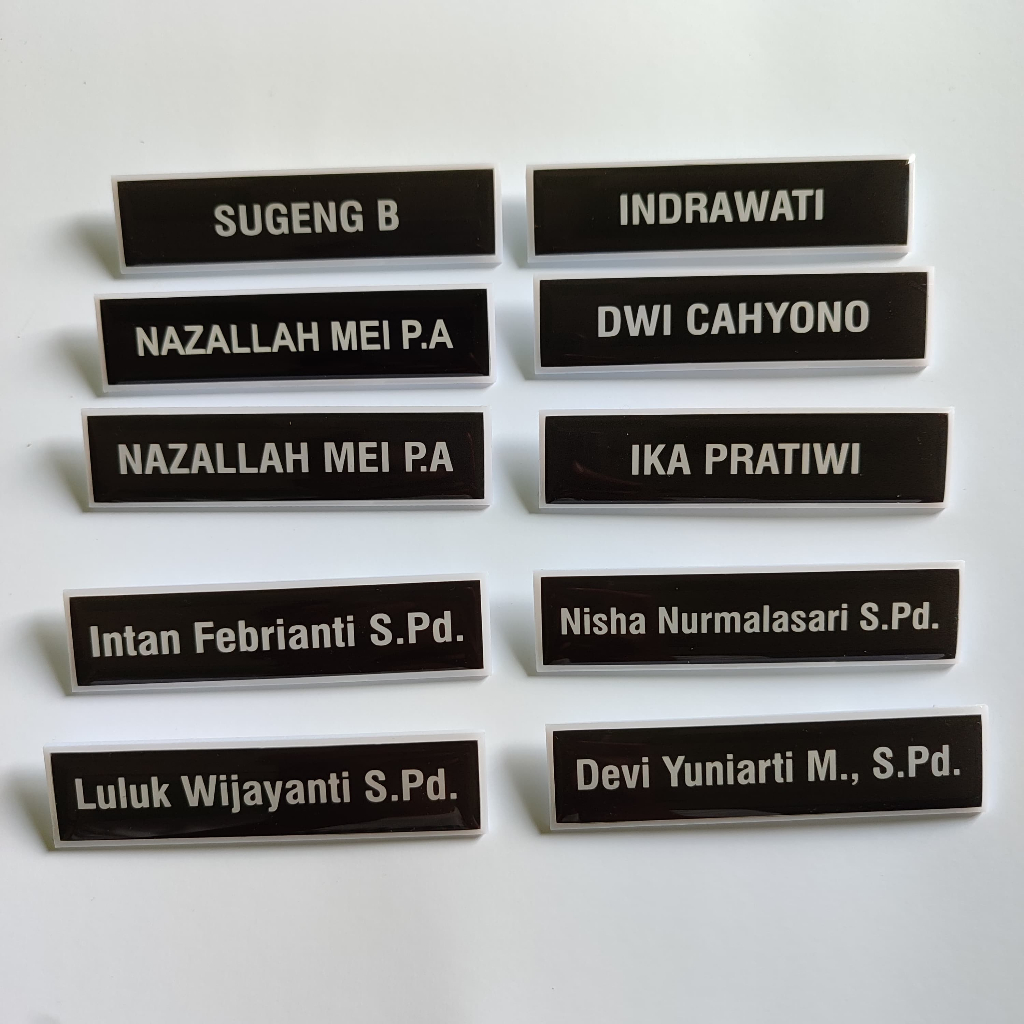 SUGENG B
INDRAWATI
NAZALLAH MEI P.A
DWI CAHYONO
NAZALLAH MEI P.A
IKA PRATIWI
Intan Febrianti S.Pd.
Nisha Nurmalasari S.Pd.
Luluk Wijayanti S.Pd.
Devi Yuniarti M., S.Pd.